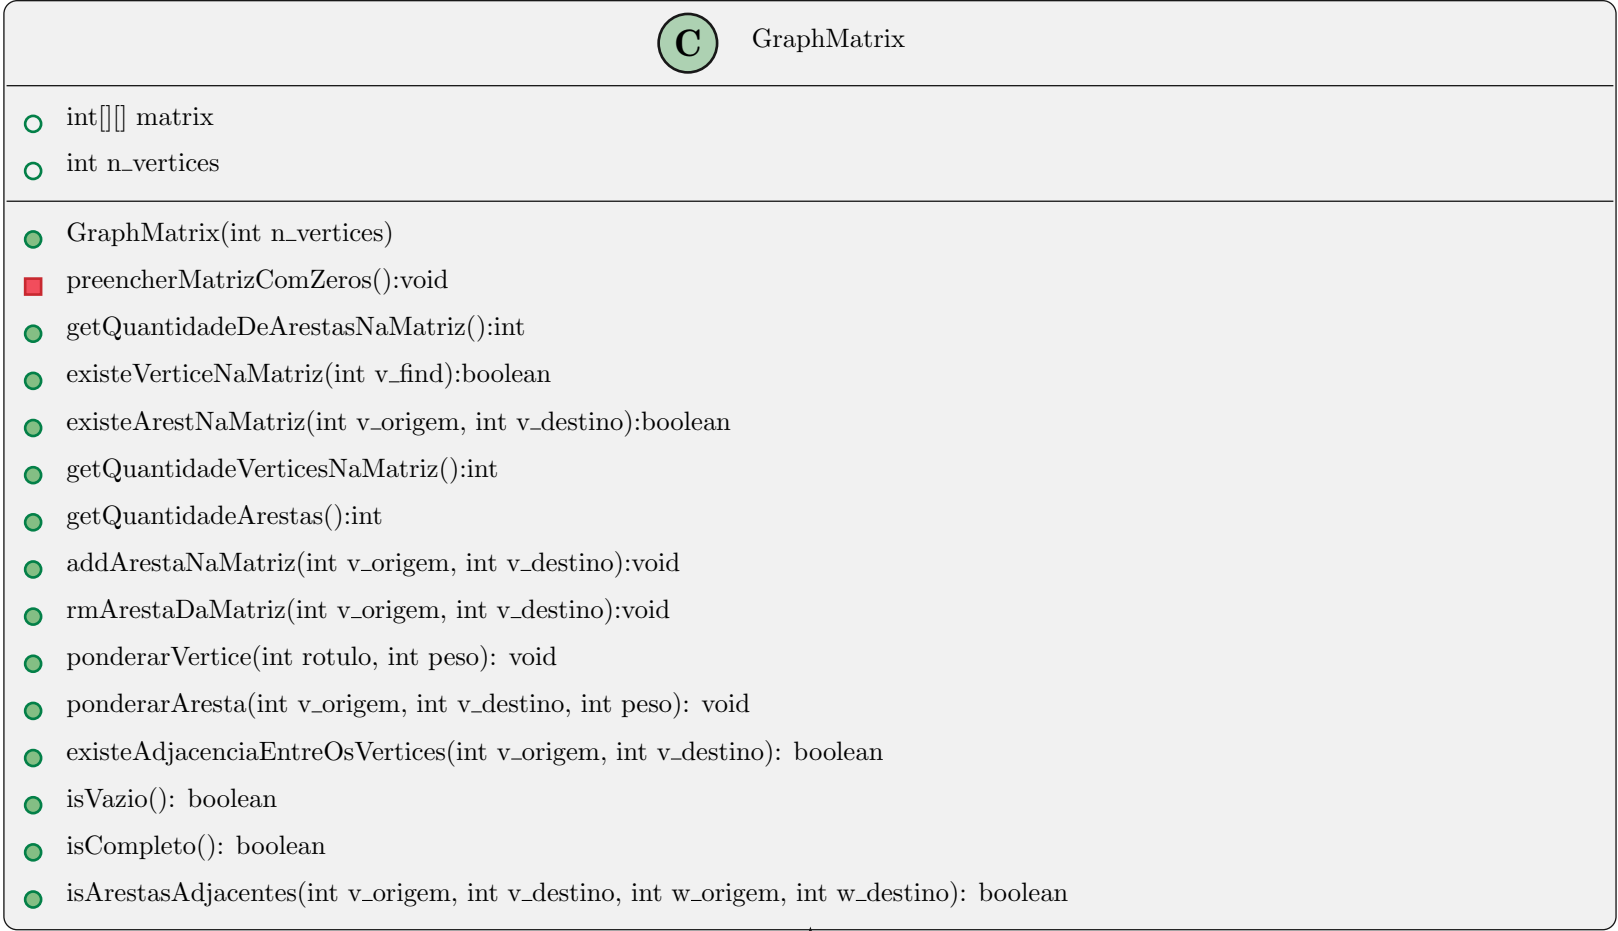 C GraphMatrix
int[][] matrix
int n_vertices
GraphMatrix(int n_vertices)
preencherMatrizComZeros():void
getQuantidadeDeArestasNaMatriz():int
existeVerticeNaMatriz(int v_find):boolean
existeArestNaMatriz(int v_origem, int v_destino):boolean
getQuantidadeVerticesNaMatriz():int
getQuantidadeArestas():int
addArestaNaMatriz(int v_origem, int v_destino):void
rmArestaDaMatriz(int v_origem, int v_destino):void
ponderarVertice(int rotulo, int peso): void
ponderarAresta(int v_origem, int v_destino, int peso): void
existeAdjacenciaEntreOsVertices(int v_origem, int v_destino): boolean
isVazio(): boolean
isCompleto(): boolean
isArestasAdjacentes(int v_origem, int v_destino, int w_origem, int w_destino): boolean